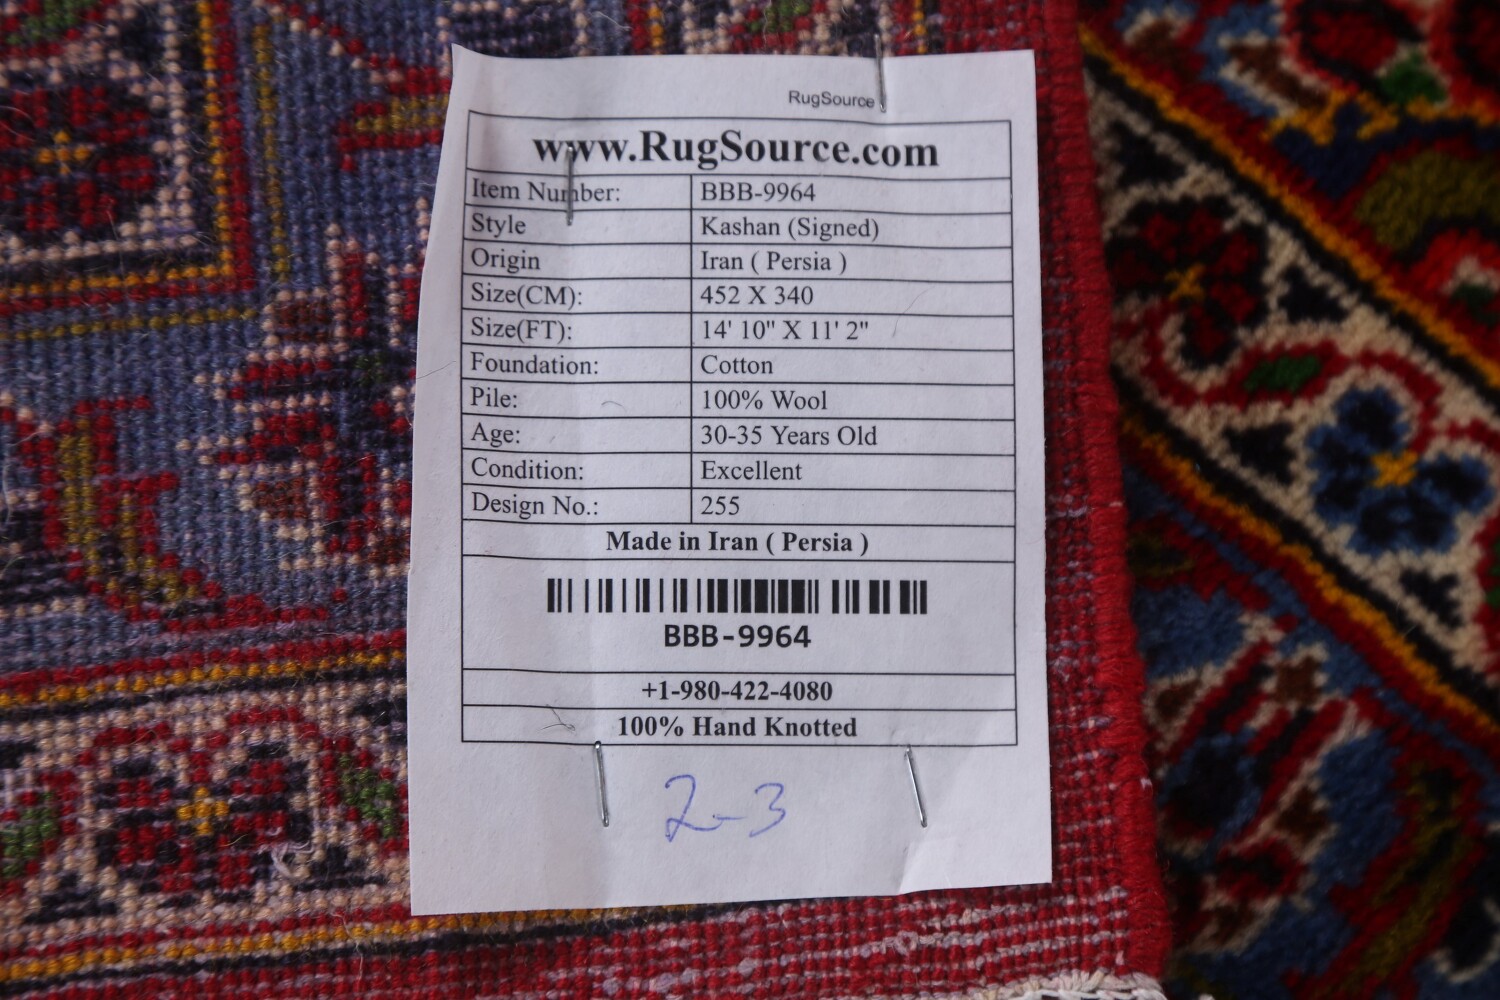 RugSource
www.RugSource.com
Item Number: BBB-9964
Style Kashan (Signed)
Origin Iran ( Persia )
Size(CM): 452 X 340
Size(FT): 14' 10" X 11' 2"
Foundation: Cotton
Pile: 100% Wool
Age: 30-35 Years Old
Condition: Excellent
Design No.: 255
Made in Iran ( Persia )
BBB-9964
+1-980-422-4080
100% Hand Knotted
2-3